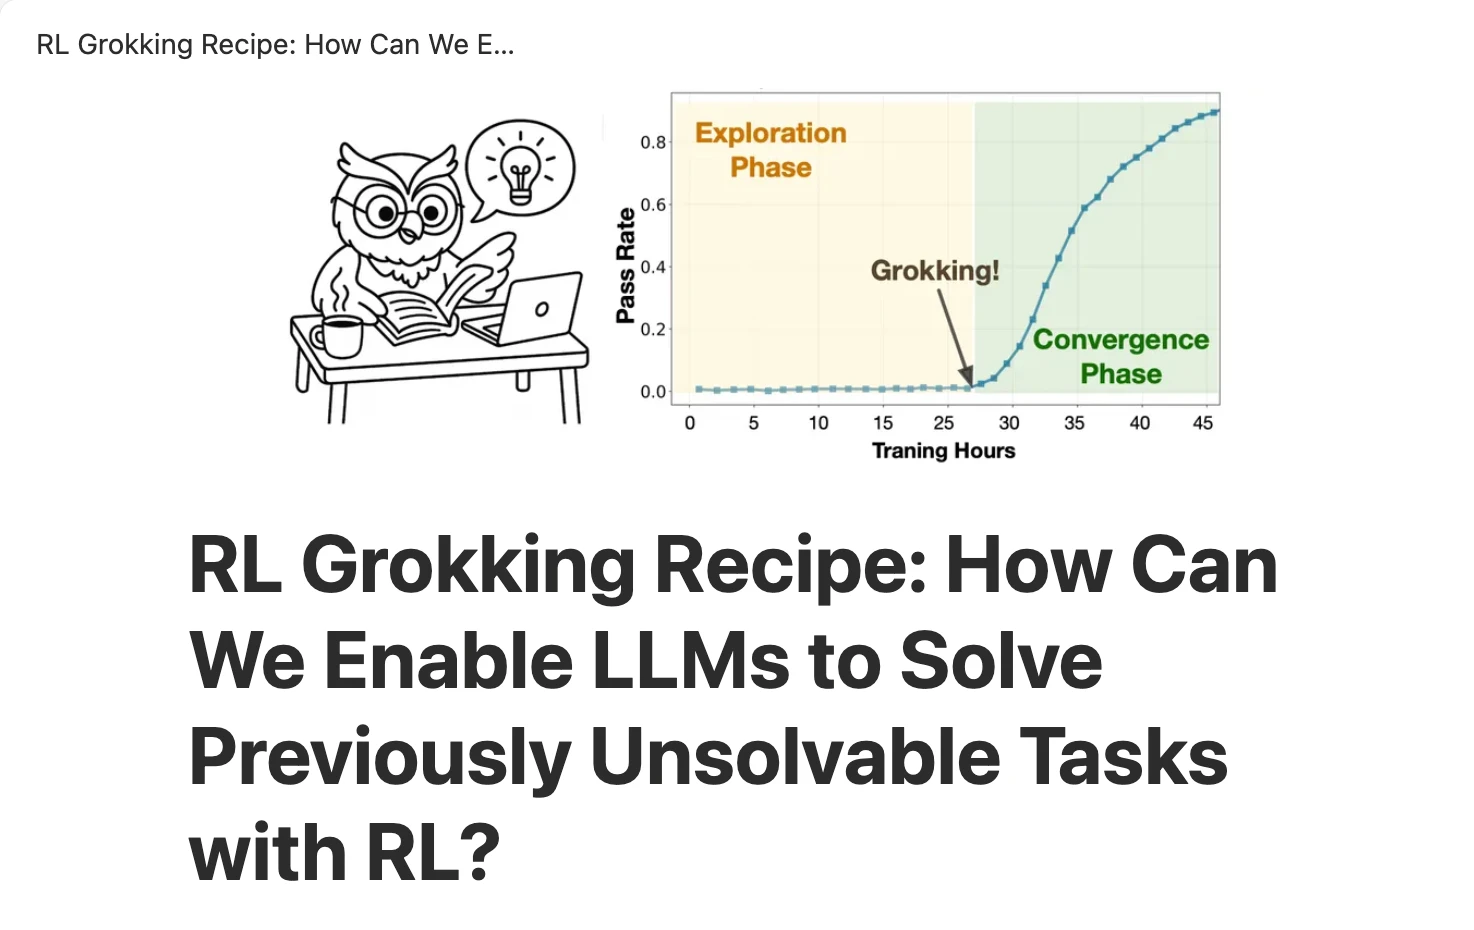 RL Grokking Recipe: How Can We E...
Exploration
Phase
Grokking!
Convergence
Phase
Pass Rate
0.8
0.6
0.4
0.2
0.0
0 5 10 15 25 30 35 40 45
Traning Hours
RL Grokking Recipe: How Can
We Enable LLMs to Solve
Previously Unsolvable Tasks
with RL?